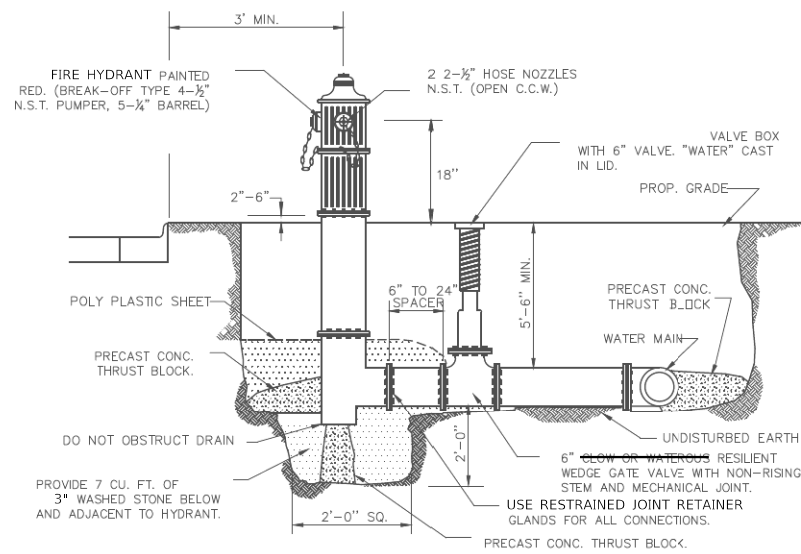 3' MIN.
FIRE HYDRANT PAINTED
RED. (BREAK-OFF TYPE 4-½"
N.S.T. PUMPER, 5-¼" BARREL)
2 2-½" HOSE NOZZLES
N.S.T. (OPEN C.C.W.)
VALVE BOX
WITH 6" VALVE. "WATER" CAST
IN LID.
18"
2"-6"
PROP. GRADE
POLY PLASTIC SHEET
6" TO 24"
SPACER
5'-6" MIN.
PRECAST CONC.
THRUST B_OCK
WATER MAIN
PRECAST CONC.
THRUST BLOCK.
DO NOT OBSTRUCT DRAIN
UNDISTURBED EARTH
2'-0"
6" CLOW OR WATEROUS RESILIENT
WEDGE GATE VALVE WITH NON-RISING
STEM AND MECHANICAL JOINT.
PROVIDE 7 CU. FT. OF
3" WASHED STONE BELOW
AND ADJACENT TO HYDRANT.
2'-0" SQ.
USE RESTRAINED JOINT RETAINER
GLANDS FOR ALL CONNECTIONS.
PRECAST CONC. THRUST BLOCK.